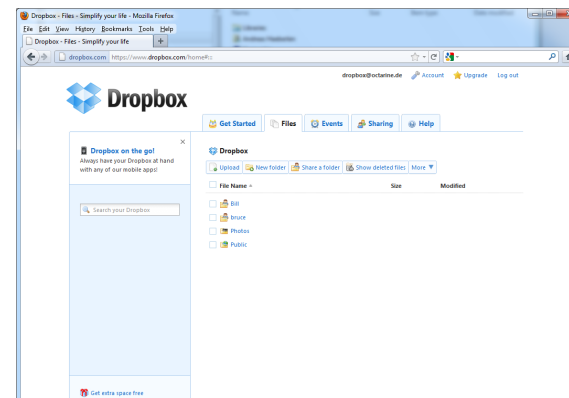 Dropbox - Files - Simplify your life - Mozilla Firefox
File Edit View History Bookmarks Tools Help
Dropbox - Files - Simplify your life +
dropbox.com https://www.dropbox.com/home#:::
dropbox@octarine.de Account Upgrade Log out
Dropbox
Get Started Files Events Sharing Help
Dropbox on the go!
Always have your Dropbox at hand
with any of our mobile apps!
Search your Dropbox
Get extra space free
Dropbox
Upload New folder Share a folder Show deleted files More ▼
File Name Size Modified
Bill
bruce
Photos
Public